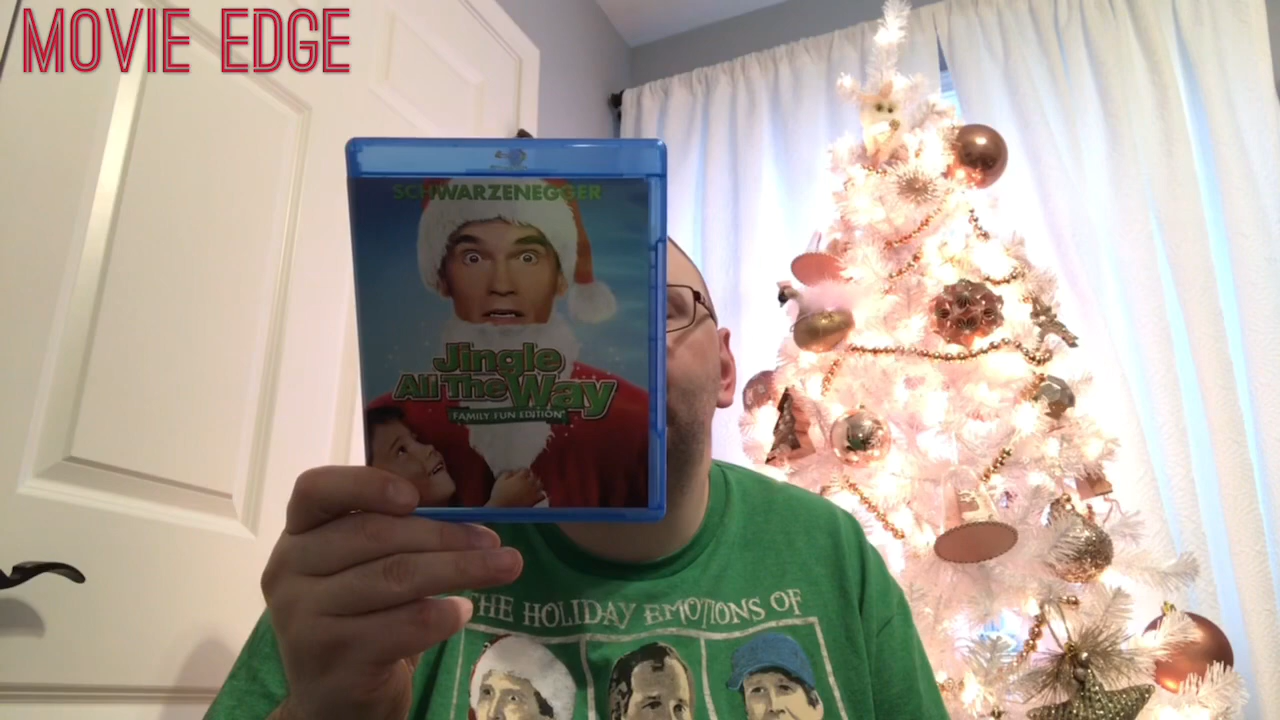 MOVIE EDGE
SCHWARZENEGGER
Jingle
All The Way
FAMILY FUN EDITION
THE HOLIDAY EMOTIONS OF